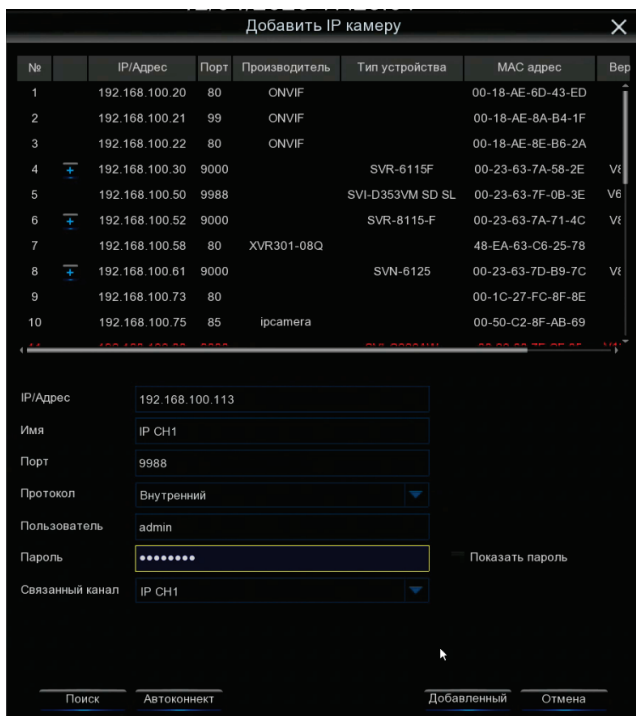 Добавить IP камеру
№ IP/Адрес Порт Производитель Тип устройства MAC адрес Вер
1 192.168.100.20 80 ONVIF 00-18-AE-6D-43-ED
2 192.168.100.21 99 ONVIF 00-18-AE-8A-B4-1F
3 192.168.100.22 80 ONVIF 00-18-AE-8E-B6-2A
4 192.168.100.30 9000 SVR-6115F 00-23-63-7A-58-2E V8
5 192.168.100.50 9988 SVI-D353VM SD SL 00-23-63-7F-0B-3E V6
6 192.168.100.52 9000 SVR-8115-F 00-23-63-7A-71-4C V8
7 192.168.100.58 80 XVR301-08Q 48-EA-63-C6-25-78
8 192.168.100.61 9000 SVN-6125 00-23-63-7D-B9-7C V8
9 192.168.100.73 80 00-1C-27-FC-8F-8E
10 192.168.100.75 85 ipcamera 00-50-C2-8F-AB-69
IP/Адрес 192.168.100.113
Имя IP CH1
Порт 9988
Протокол Внутренний
Пользователь admin
Пароль •••••••• Показать пароль
Связанный канал IP CH1
Поиск Автоконнект Добавленный Отмена